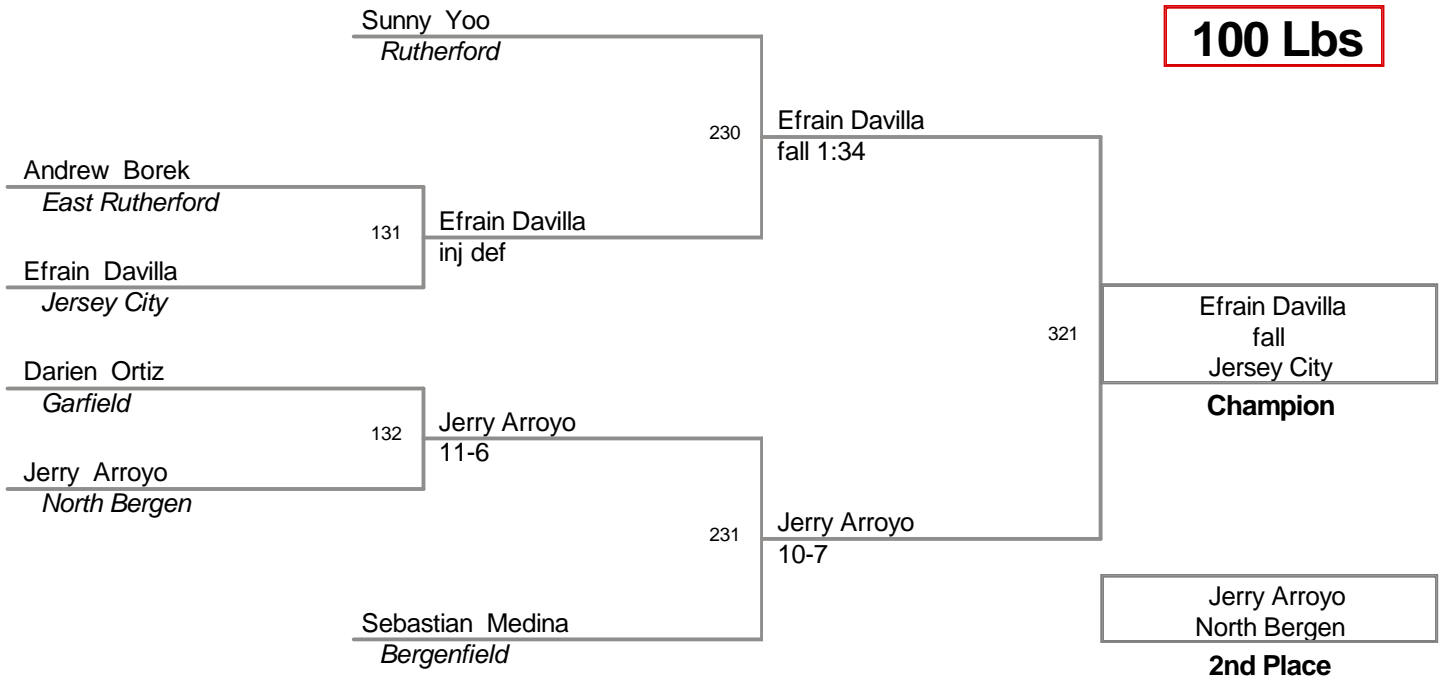 Sunny Yoo
Rutherford
100 Lbs
230
Efrain Davilla
fall 1:34
Andrew Borek
East Rutherford
131
Efrain Davilla
inj def
Efrain Davilla
Jersey City
321
Efrain Davilla
fall
Jersey City
Champion
Darien Ortiz
Garfield
132
Jerry Arroyo
11-6
Jerry Arroyo
North Bergen
231
Jerry Arroyo
10-7
Sebastian Medina
Bergenfield
Jerry Arroyo
North Bergen
2nd Place